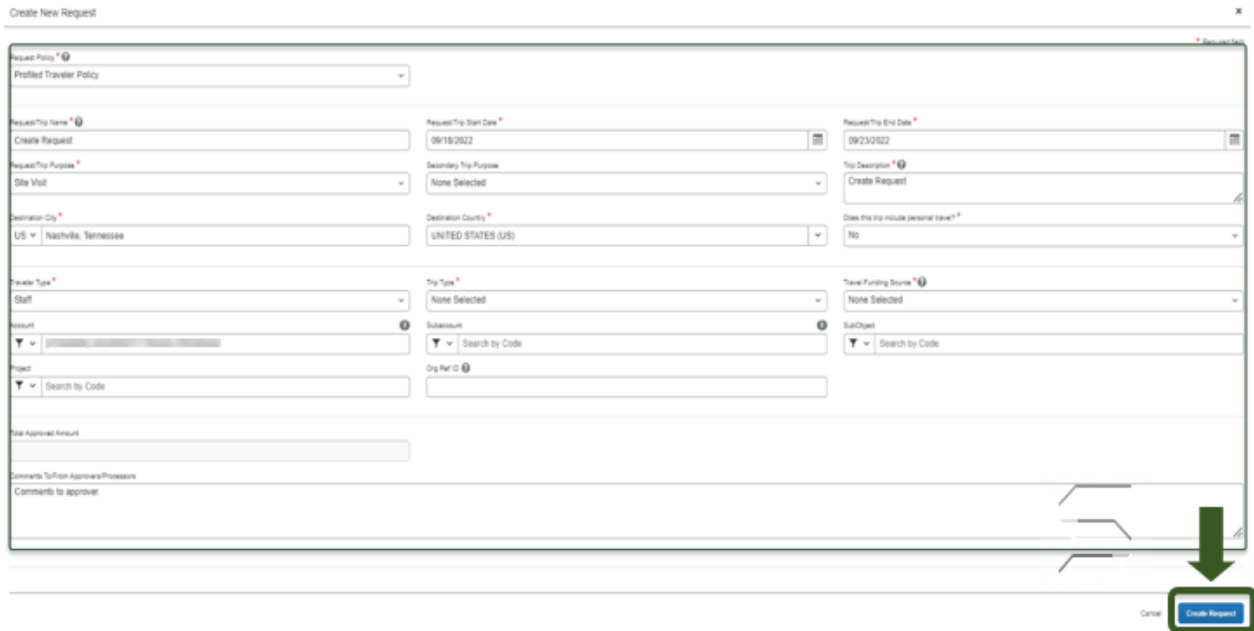 Create New Request ×
* Required field
Request Policy *
Profiled Traveler Policy
Request/Trip Name * Request/Trip Start Date * Request/Trip End Date *
Create Request 09/18/2022 09/23/2022
Request/Trip Purpose * Secondary Trip Purpose Trip Description *
Site Visit None Selected Create Request
Destination City * Destination Country * Does this trip include personal travel? *
US Nashville, Tennessee UNITED STATES (US) No
Traveler Type * Trip Type * Travel Funding Source *
Staff None Selected None Selected
Account Subaccount SubObject
Search by Code Search by Code
Project Org Ref ID
Search by Code
Total Approved Amount
Comments To/From Approvers/Processors
Comments to approver.
Cancel Create Request